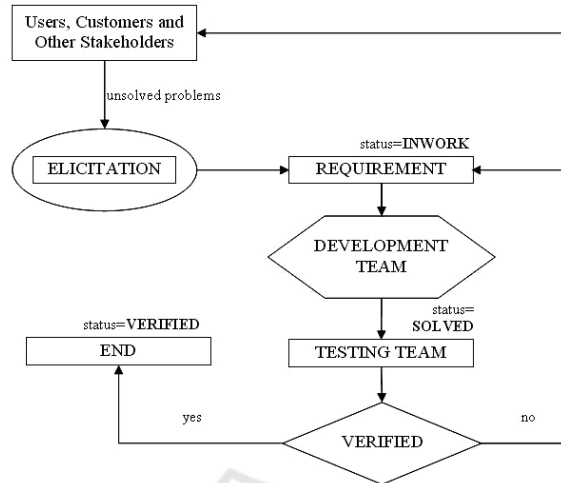 Users, Customers and
Other Stakeholders
unsolved problems
status=INWORK
ELICITATION
REQUIREMENT
DEVELOPMENT
TEAM
status=
SOLVED
status=VERIFIED
END
TESTING TEAM
yes
no
VERIFIED